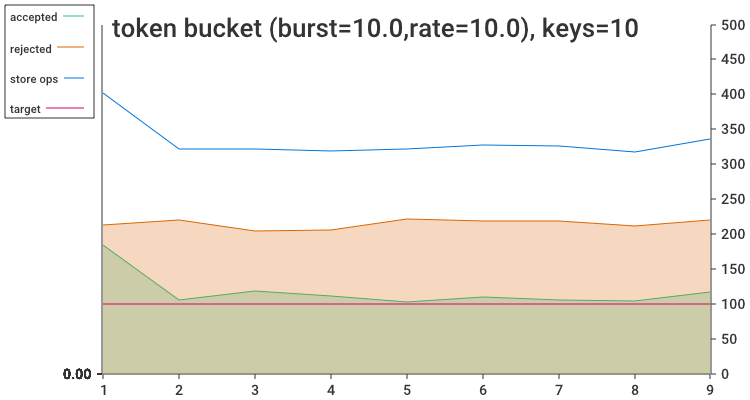 accepted
rejected
store ops
target
token bucket (burst=10.0,rate=10.0), keys=10
500
450
400
350
300
250
200
150
100
50
0
0.00
1 2 3 4 5 6 7 8 9